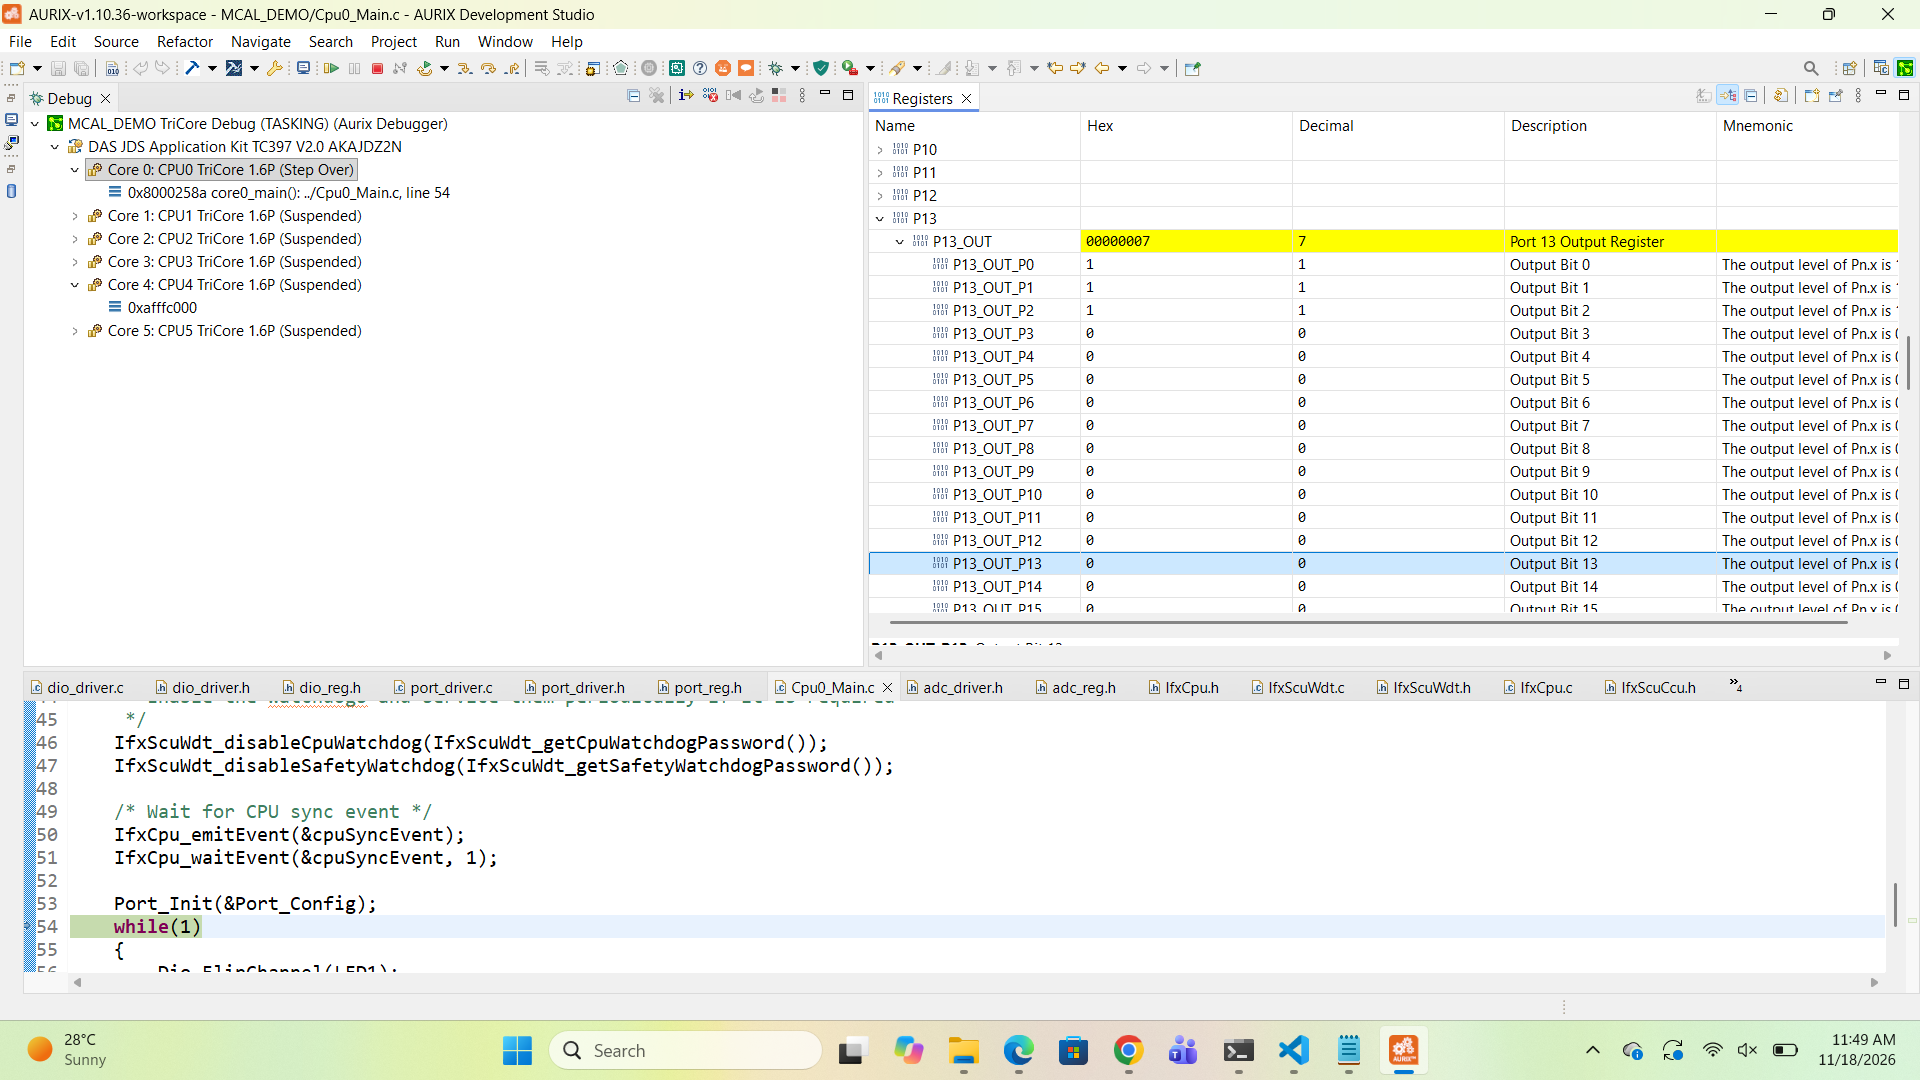 AURIX-v1.10.36-workspace - MCAL_DEMO/Cpu0_Main.c - AURIX Development Studio
File Edit Source Refactor Navigate Search Project Run Window Help
Debug
MCAL_DEMO TriCore Debug (TASKING) (Aurix Debugger)
DAS JDS Application Kit TC397 V2.0 AKAJDZ2N
Core 0: CPU0 TriCore 1.6P (Step Over)
0x8000258a core0_main(): ../Cpu0_Main.c, line 54
Core 1: CPU1 TriCore 1.6P (Suspended)
Core 2: CPU2 TriCore 1.6P (Suspended)
Core 3: CPU3 TriCore 1.6P (Suspended)
Core 4: CPU4 TriCore 1.6P (Suspended)
0xafffc000
Core 5: CPU5 TriCore 1.6P (Suspended)
Registers
Name Hex Decimal Description Mnemonic
P10
P11
P12
P13
P13_OUT 00000007 7 Port 13 Output Register
P13_OUT_P0 1 1 Output Bit 0 The output level of Pn.x is
P13_OUT_P1 1 1 Output Bit 1 The output level of Pn.x is
P13_OUT_P2 1 1 Output Bit 2 The output level of Pn.x is
P13_OUT_P3 0 0 Output Bit 3 The output level of Pn.x is
P13_OUT_P4 0 0 Output Bit 4 The output level of Pn.x is
P13_OUT_P5 0 0 Output Bit 5 The output level of Pn.x is
P13_OUT_P6 0 0 Output Bit 6 The output level of Pn.x is
P13_OUT_P7 0 0 Output Bit 7 The output level of Pn.x is
P13_OUT_P8 0 0 Output Bit 8 The output level of Pn.x is
P13_OUT_P9 0 0 Output Bit 9 The output level of Pn.x is
P13_OUT_P10 0 0 Output Bit 10 The output level of Pn.x is
P13_OUT_P11 0 0 Output Bit 11 The output level of Pn.x is
P13_OUT_P12 0 0 Output Bit 12 The output level of Pn.x is
P13_OUT_P13 0 0 Output Bit 13 The output level of Pn.x is
P13_OUT_P14 0 0 Output Bit 14 The output level of Pn.x is
P13_OUT_P15 0 0 Output Bit 15 The output level of Pn.x is
dio_driver.c dio_driver.h dio_reg.h port_driver.c port_driver.h port_reg.h Cpu0_Main.c adc_driver.h adc_reg.h IfxCpu.h IfxScuWdt.c IfxScuWdt.h IfxCpu.c IfxScuCcu.h »4
45 */
46 IfxScuWdt_disableCpuWatchdog(IfxScuWdt_getCpuWatchdogPassword());
47 IfxScuWdt_disableSafetyWatchdog(IfxScuWdt_getSafetyWatchdogPassword());
48
49 /* Wait for CPU sync event */
50 IfxCpu_emitEvent(&cpuSyncEvent);
51 IfxCpu_waitEvent(&cpuSyncEvent, 1);
52
53 Port_Init(&Port_Config);
54 while(1)
55 {
56 Dio_FlipChannel(LED1);
28°C
Sunny
Search
11:49 AM
11/18/2026